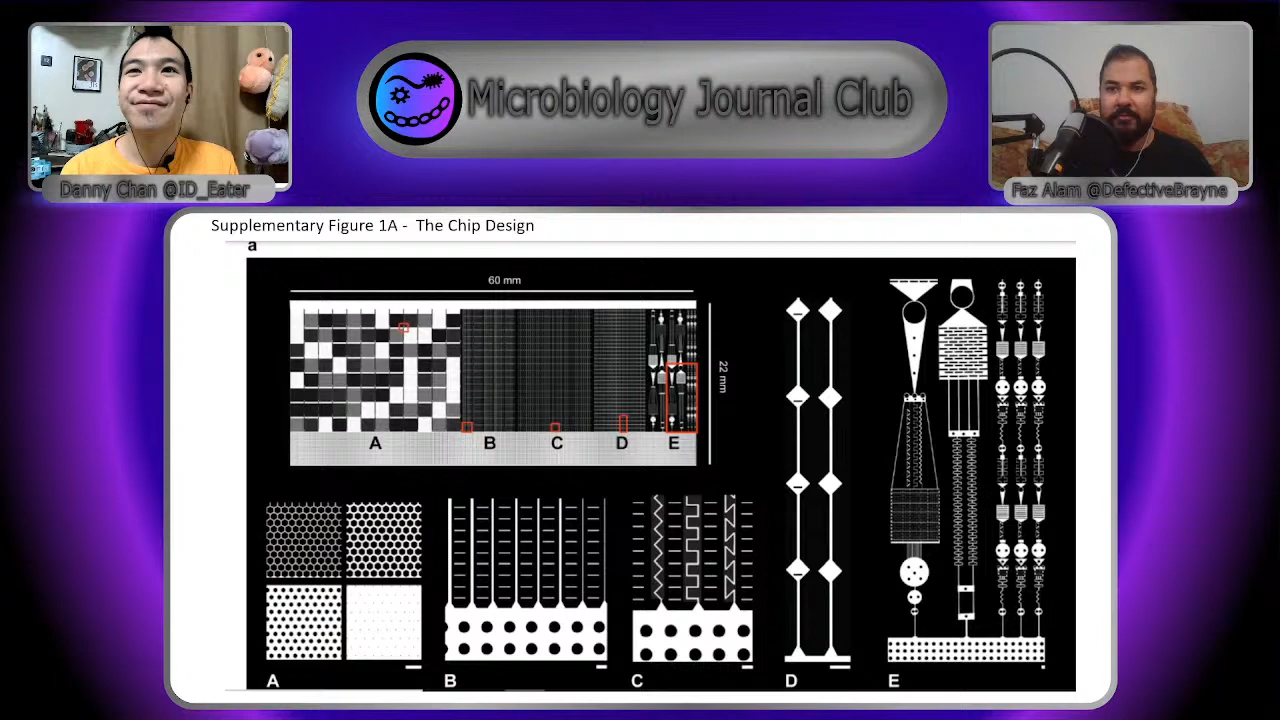 Microbiology Journal Club
Danny Chan @ID_Eater
Faz Alam @DefectiveBrayne
Supplementary Figure 1A - The Chip Design
a
60 mm
22 mm
A B C D E
A B C D E